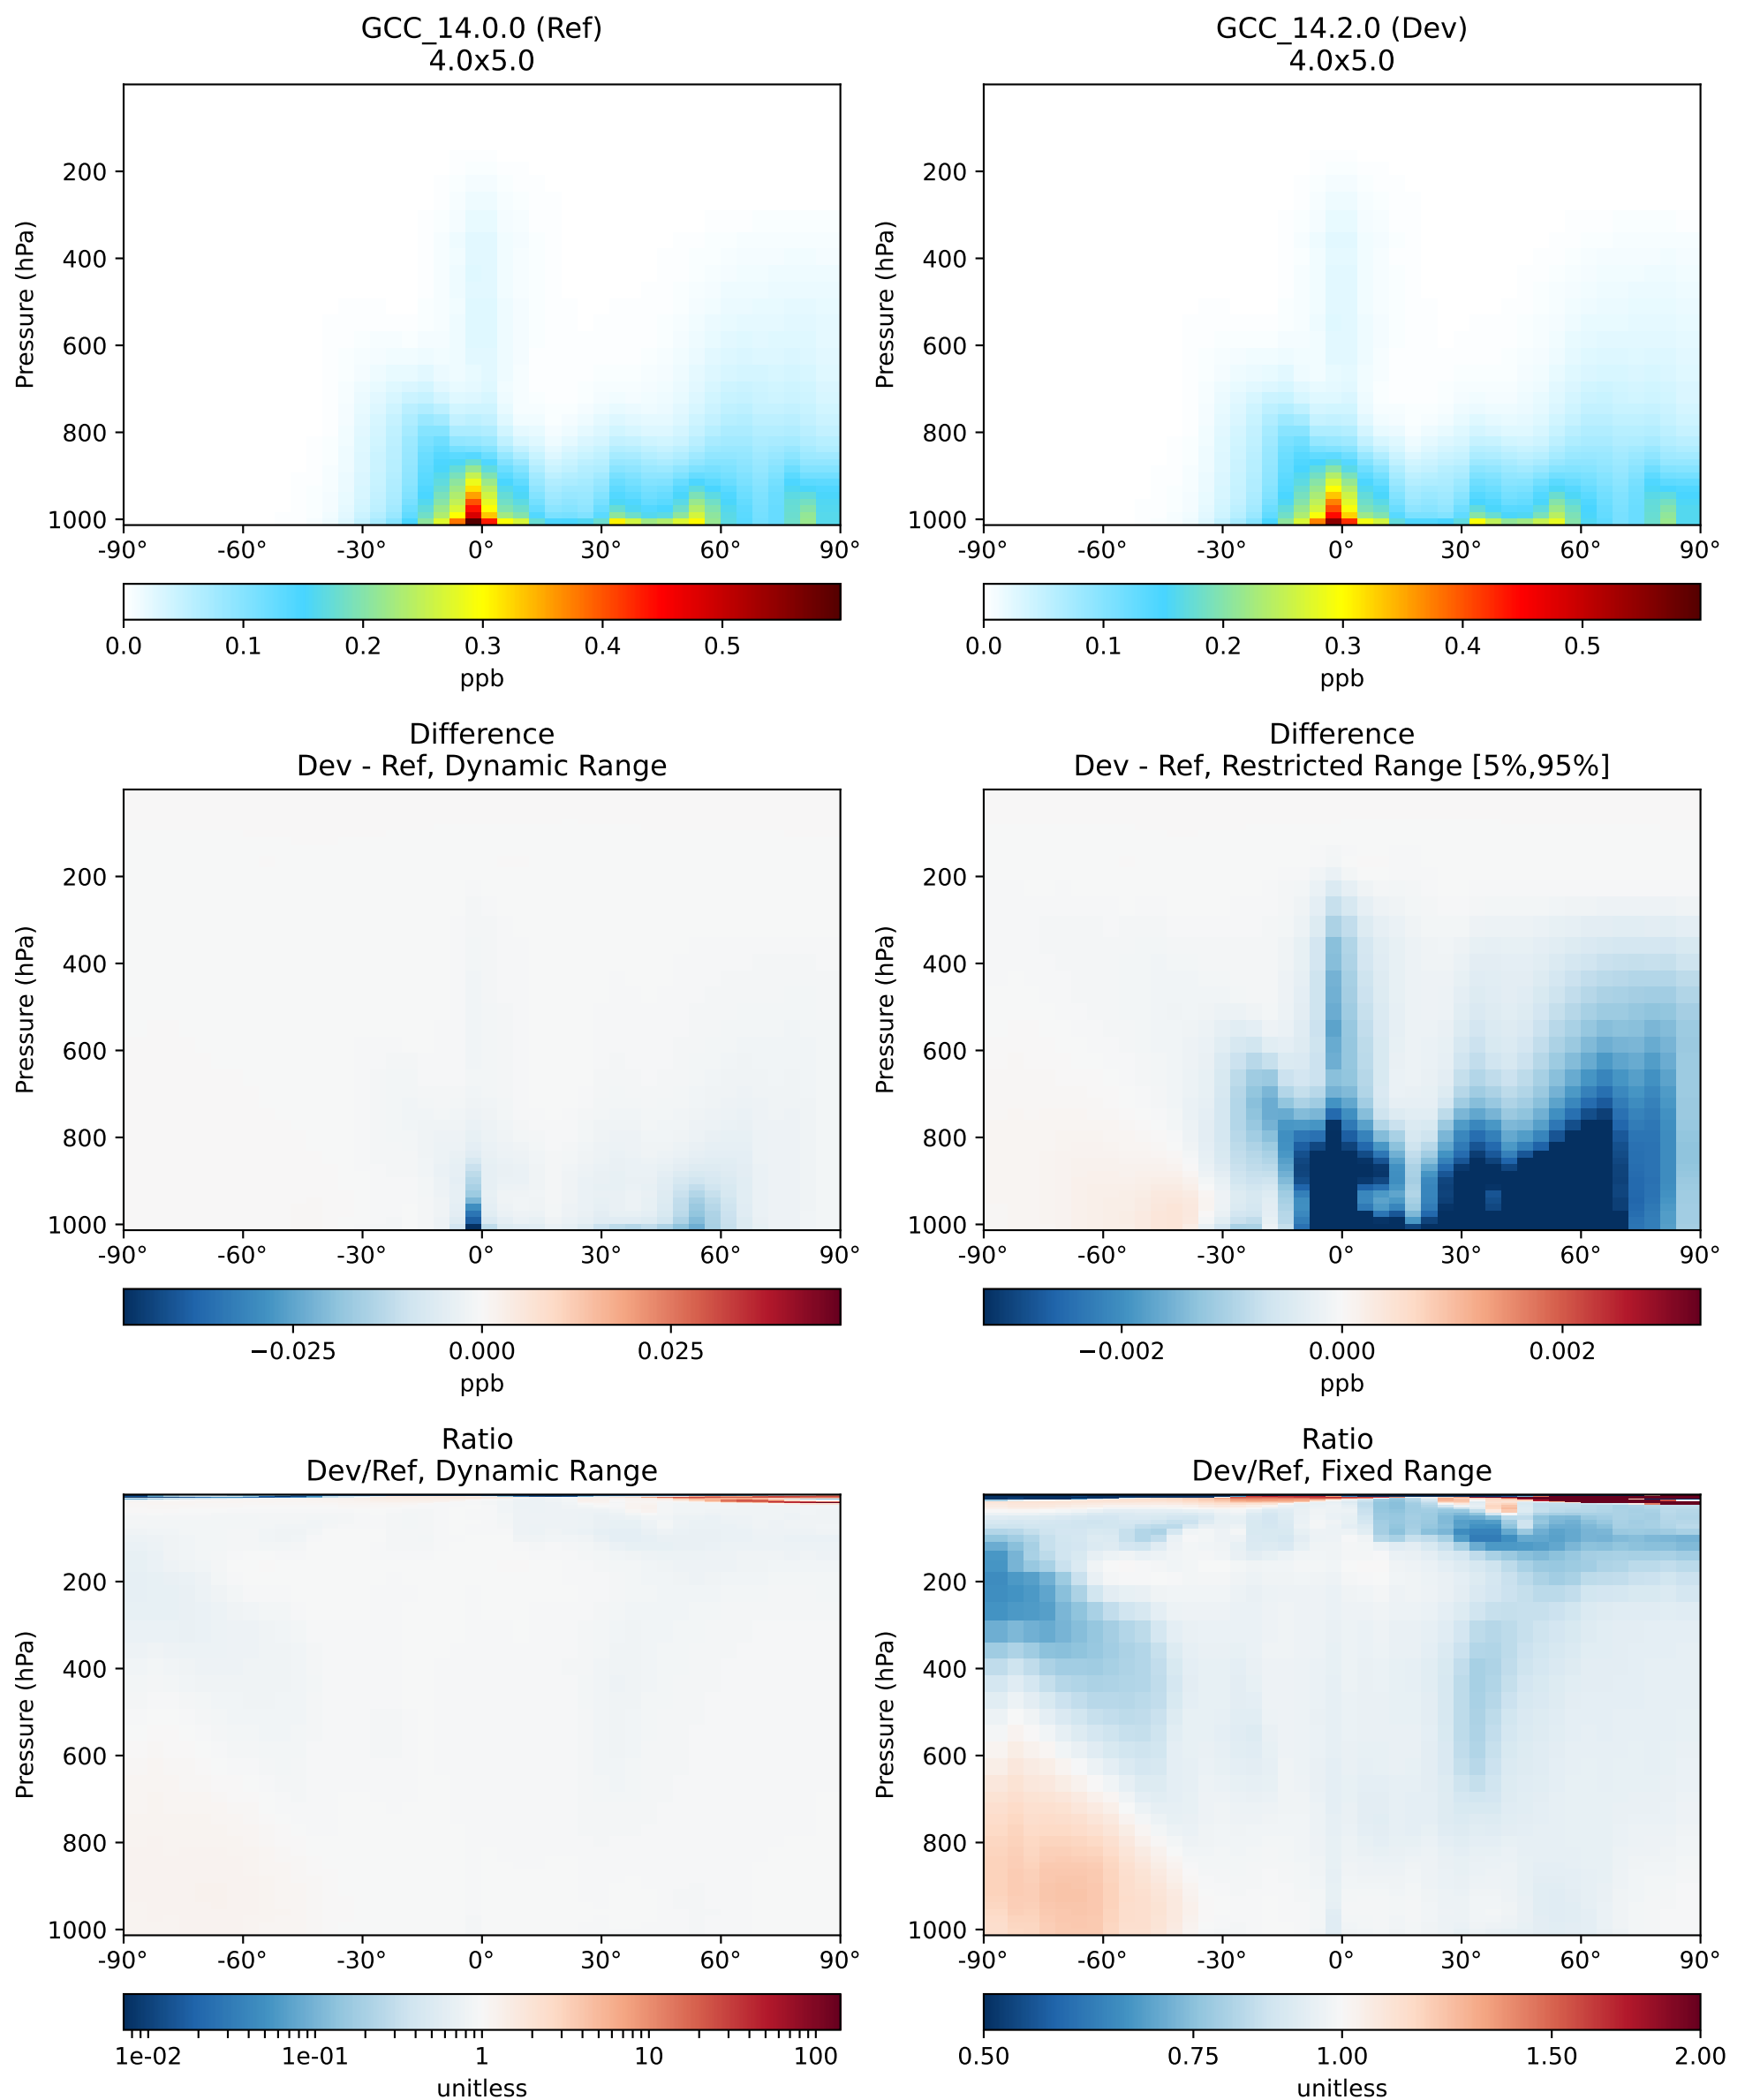 GCC_14.0.0 (Ref)
4.0x5.0
Pressure (hPa)
200
400
600
800
1000
-90° -60° -30° 0° 30° 60° 90°
0.0 0.1 0.2 0.3 0.4 0.5
ppb
GCC_14.2.0 (Dev)
4.0x5.0
Pressure (hPa)
200
400
600
800
1000
-90° -60° -30° 0° 30° 60° 90°
0.0 0.1 0.2 0.3 0.4 0.5
ppb
Difference
Dev - Ref, Dynamic Range
Pressure (hPa)
200
400
600
800
1000
-90° -60° -30° 0° 30° 60° 90°
−0.025 0.000 0.025
ppb
Difference
Dev - Ref, Restricted Range [5%,95%]
Pressure (hPa)
200
400
600
800
1000
-90° -60° -30° 0° 30° 60° 90°
−0.002 0.000 0.002
ppb
Ratio
Dev/Ref, Dynamic Range
Pressure (hPa)
200
400
600
800
1000
-90° -60° -30° 0° 30° 60° 90°
1e-02 1e-01 1 10 100
unitless
Ratio
Dev/Ref, Fixed Range
Pressure (hPa)
200
400
600
800
1000
-90° -60° -30° 0° 30° 60° 90°
0.50 0.75 1.00 1.50 2.00
unitless